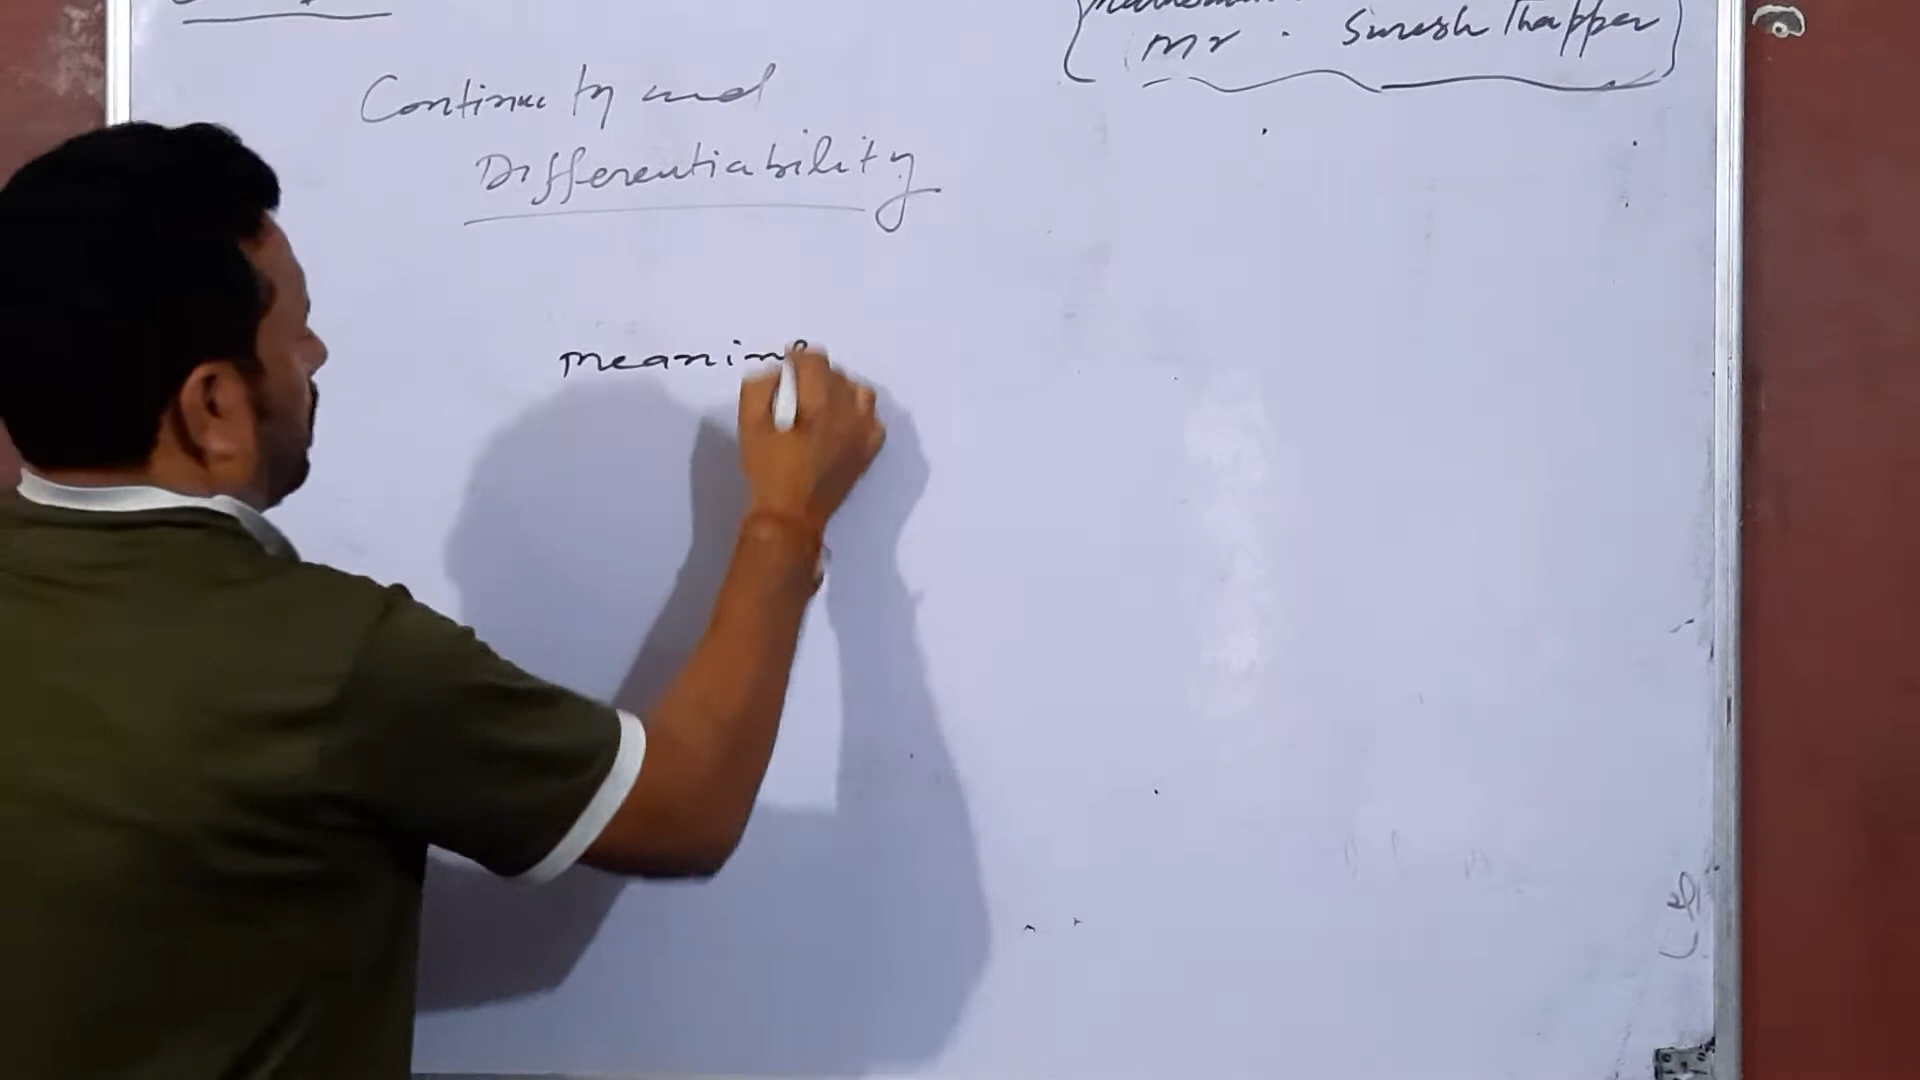 Mr. Suresh Thapper
Continuity and
Differentiability
meaning